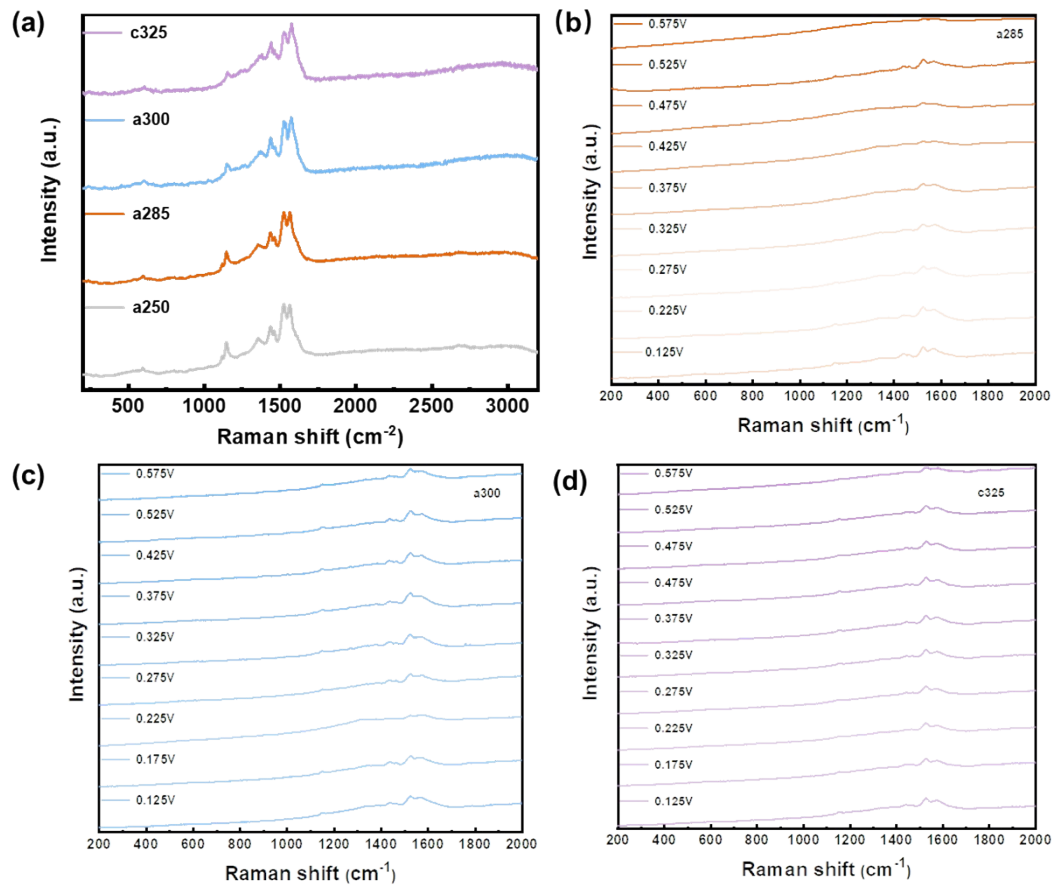 (a)
c325
a300
a285
a250
Intensity (a.u.)
500 1000 1500 2000 2500 3000
Raman shift (cm-2)
(b)
a285
0.575V
0.525V
0.475V
0.425V
0.375V
0.325V
0.275V
0.225V
0.125V
Intensity (a.u.)
200 400 600 800 1000 1200 1400 1600 1800 2000
Raman shift (cm-1)
(c)
a300
0.575V
0.525V
0.425V
0.375V
0.325V
0.275V
0.225V
0.175V
0.125V
Intensity (a.u.)
200 400 600 800 1000 1200 1400 1600 1800 2000
Raman shift (cm-1)
(d)
c325
0.575V
0.525V
0.475V
0.475V
0.375V
0.325V
0.275V
0.225V
0.175V
0.125V
Intensity (a.u.)
200 400 600 800 1000 1200 1400 1600 1800 2000
Raman shift (cm-1)